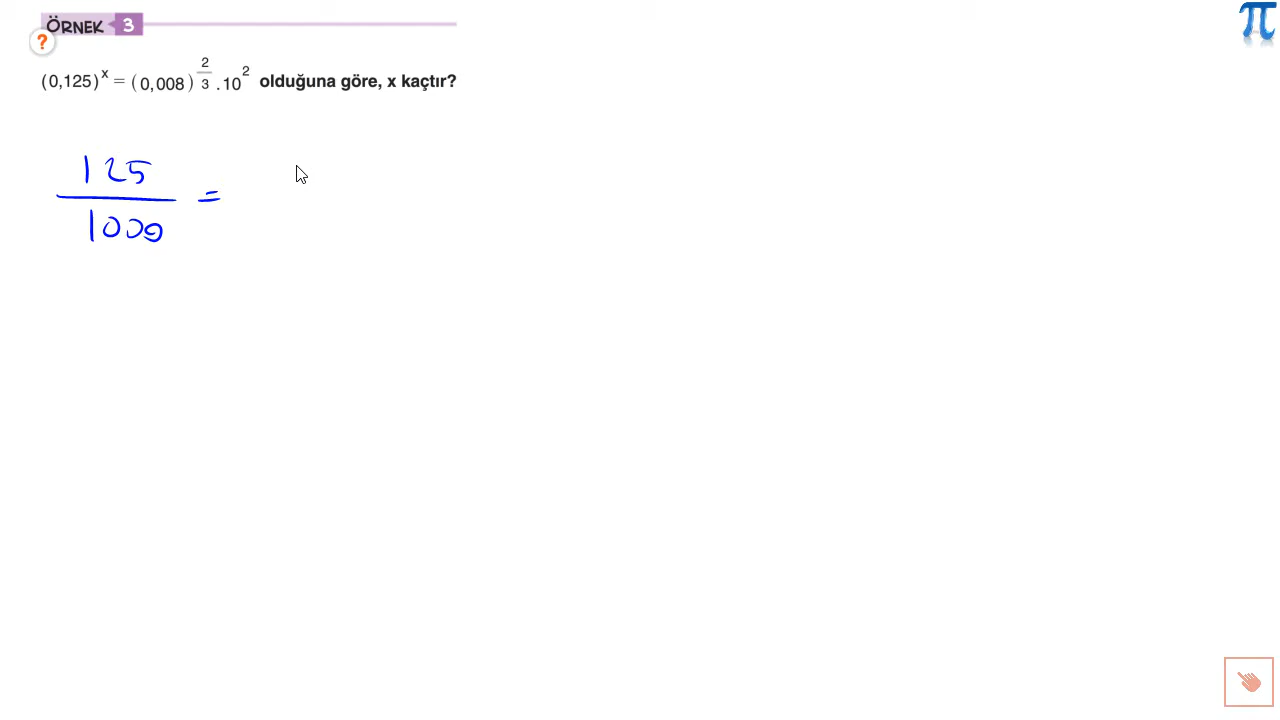 ÖRNEK 3
?
(0,125)^x = (0,008)^(2/3) . 10^2 olduğuna göre, x kaçtır?
125/1000 =
π